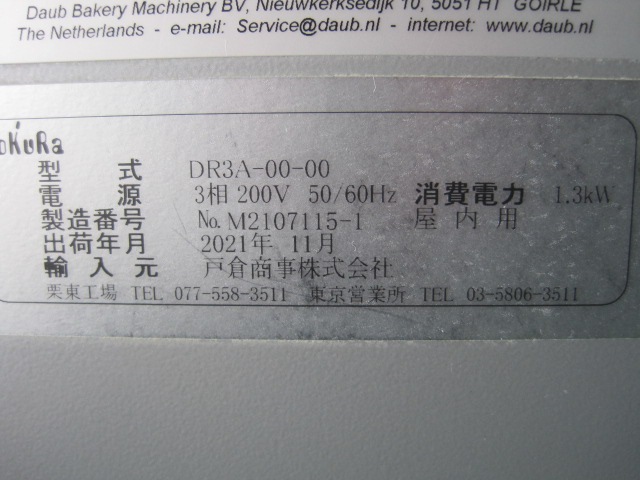 Daub Bakery Machinery BV, Nieuwkerksedijk 10, 5051 HT GOIRLE
The Netherlands - e-mail: Service@daub.nl - internet: www.daub.nl
okuRa
型式 DR3A-00-00
電源 3相 200V 50/60Hz 消費電力 1.3kW
製造番号 No. M2107115-1 屋内用
出荷年月 2021年 11月
輸入元 戸倉商事株式会社
栗東工場 TEL 077-558-3511 東京営業所 TEL 03-5806-3511